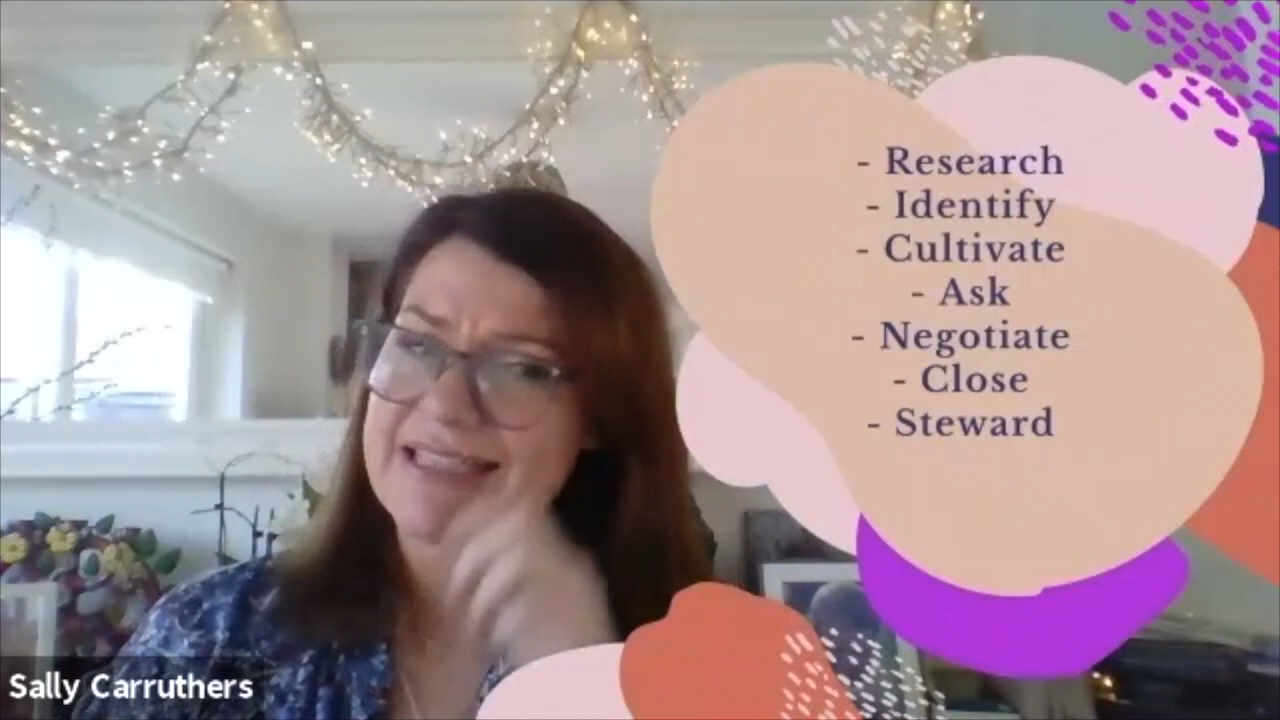 - Research
- Identify
- Cultivate
- Ask
- Negotiate
- Close
- Steward
Sally Carruthers